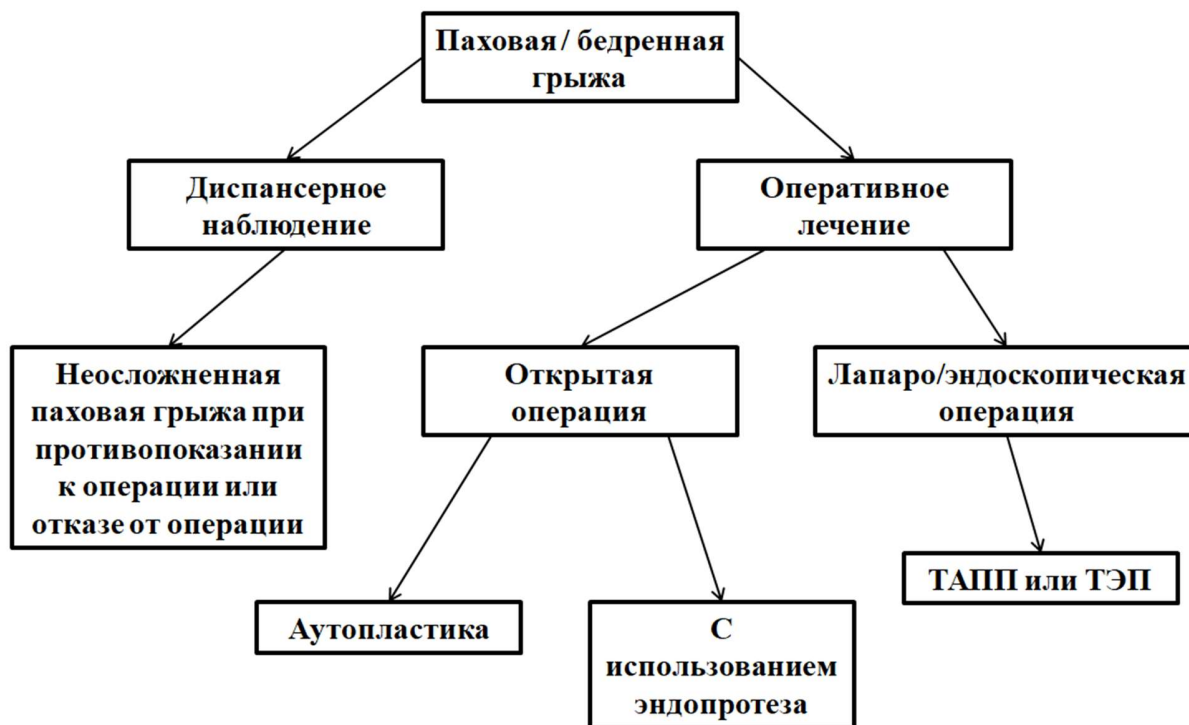 Паховая / бедренная
грыжа
Диспансерное
наблюдение
Оперативное
лечение
Неосложненная
паховая грыжа при
противопоказании
к операции или
отказе от операции
Открытая
операция
Лапаро/эндоскопическая
операция
Аутопластика
С
использованием
эндопротеза
ТАПП или ТЭП